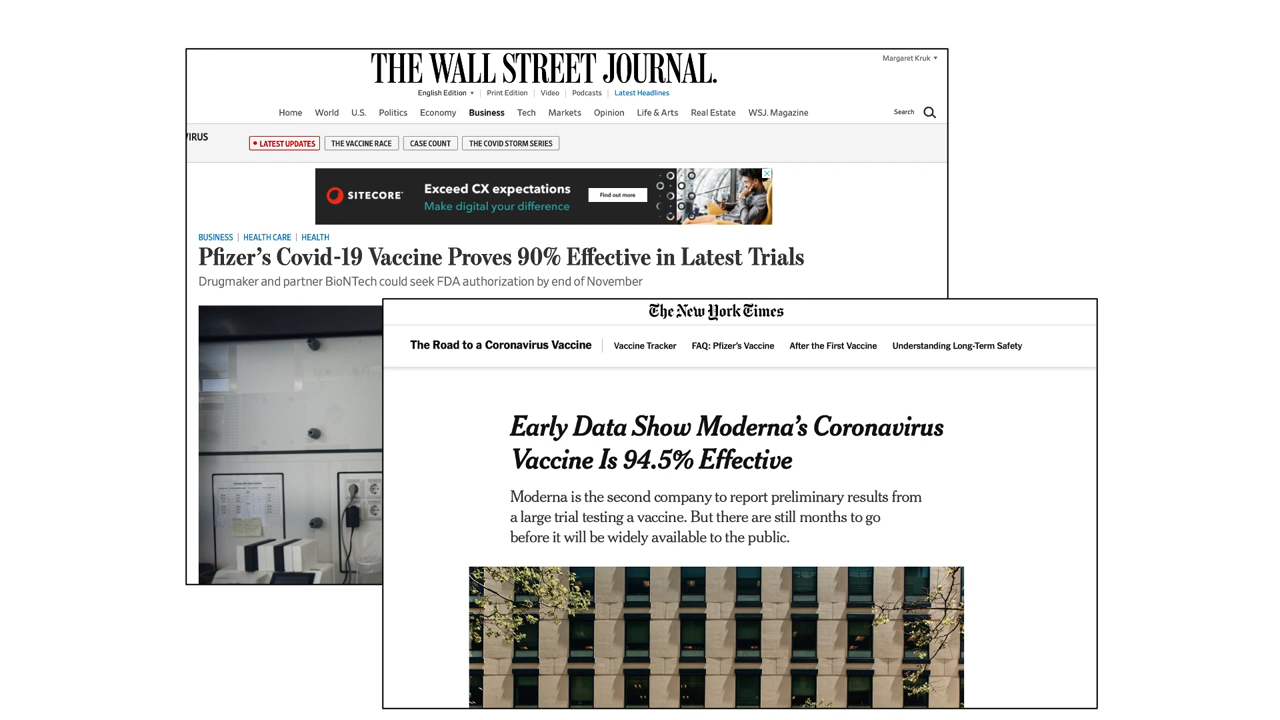 THE WALL STREET JOURNAL.
Margaret Kruk
English Edition | Print Edition | Video | Podcasts | Latest Headlines
Home World U.S. Politics Economy Business Tech Markets Opinion Life & Arts Real Estate WSJ. Magazine Search
IRUS LATEST UPDATES THE VACCINE RACE CASE COUNT THE COVID STORM SERIES
SITECORE Exceed CX expectations Find out more
Make digital your difference
BUSINESS | HEALTH CARE | HEALTH
Pfizer's Covid-19 Vaccine Proves 90% Effective in Latest Trials
Drugmaker and partner BioNTech could seek FDA authorization by end of November
The New York Times
The Road to a Coronavirus Vaccine | Vaccine Tracker FAQ: Pfizer's Vaccine After the First Vaccine Understanding Long-Term Safety
Early Data Show Moderna's Coronavirus
Vaccine Is 94.5% Effective
Moderna is the second company to report preliminary results from
a large trial testing a vaccine. But there are still months to go
before it will be widely available to the public.